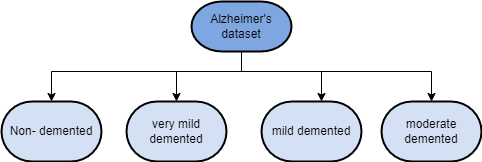 Alzheimer's
dataset
Non- demented
very mild
demented
mild demented
moderate
demented